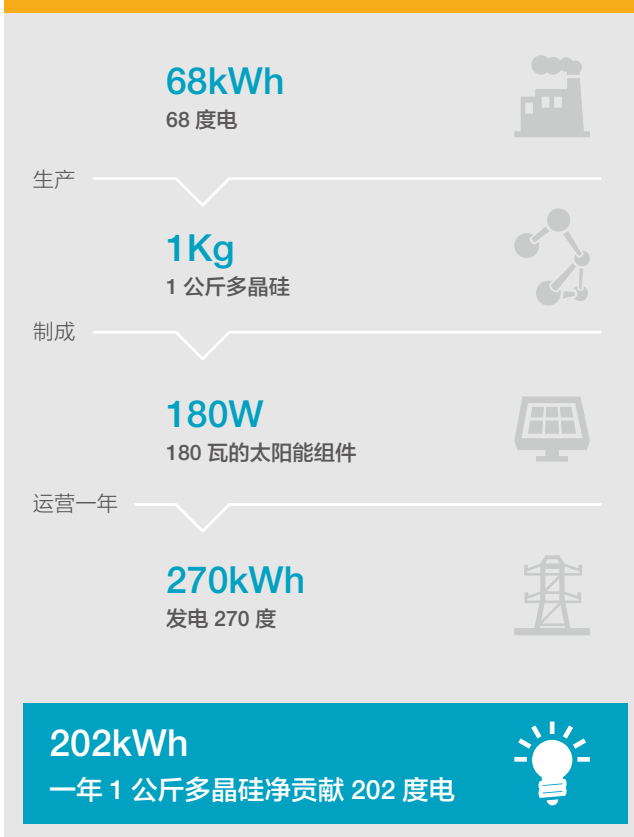 68kWh
68 度电
生产
1Kg
1 公斤多晶硅
制成
180W
180 瓦的太阳能组件
运营一年
270kWh
发电 270 度
202kWh
一年 1 公斤多晶硅净贡献 202 度电